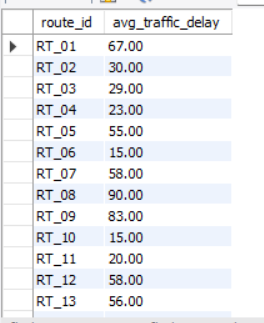 route_id avg_traffic_delay
RT_01 67.00
RT_02 30.00
RT_03 29.00
RT_04 23.00
RT_05 55.00
RT_06 15.00
RT_07 58.00
RT_08 90.00
RT_09 83.00
RT_10 15.00
RT_11 20.00
RT_12 58.00
RT_13 56.00